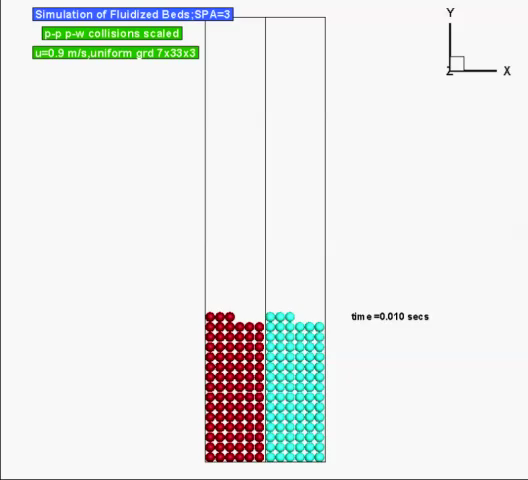 Simulation of Fluidized Beds;SPA=3
p-p p-w collisions scaled
u=0.9 m/s,uniform grd 7x33x3
Y
Z
X
time=0.010 secs